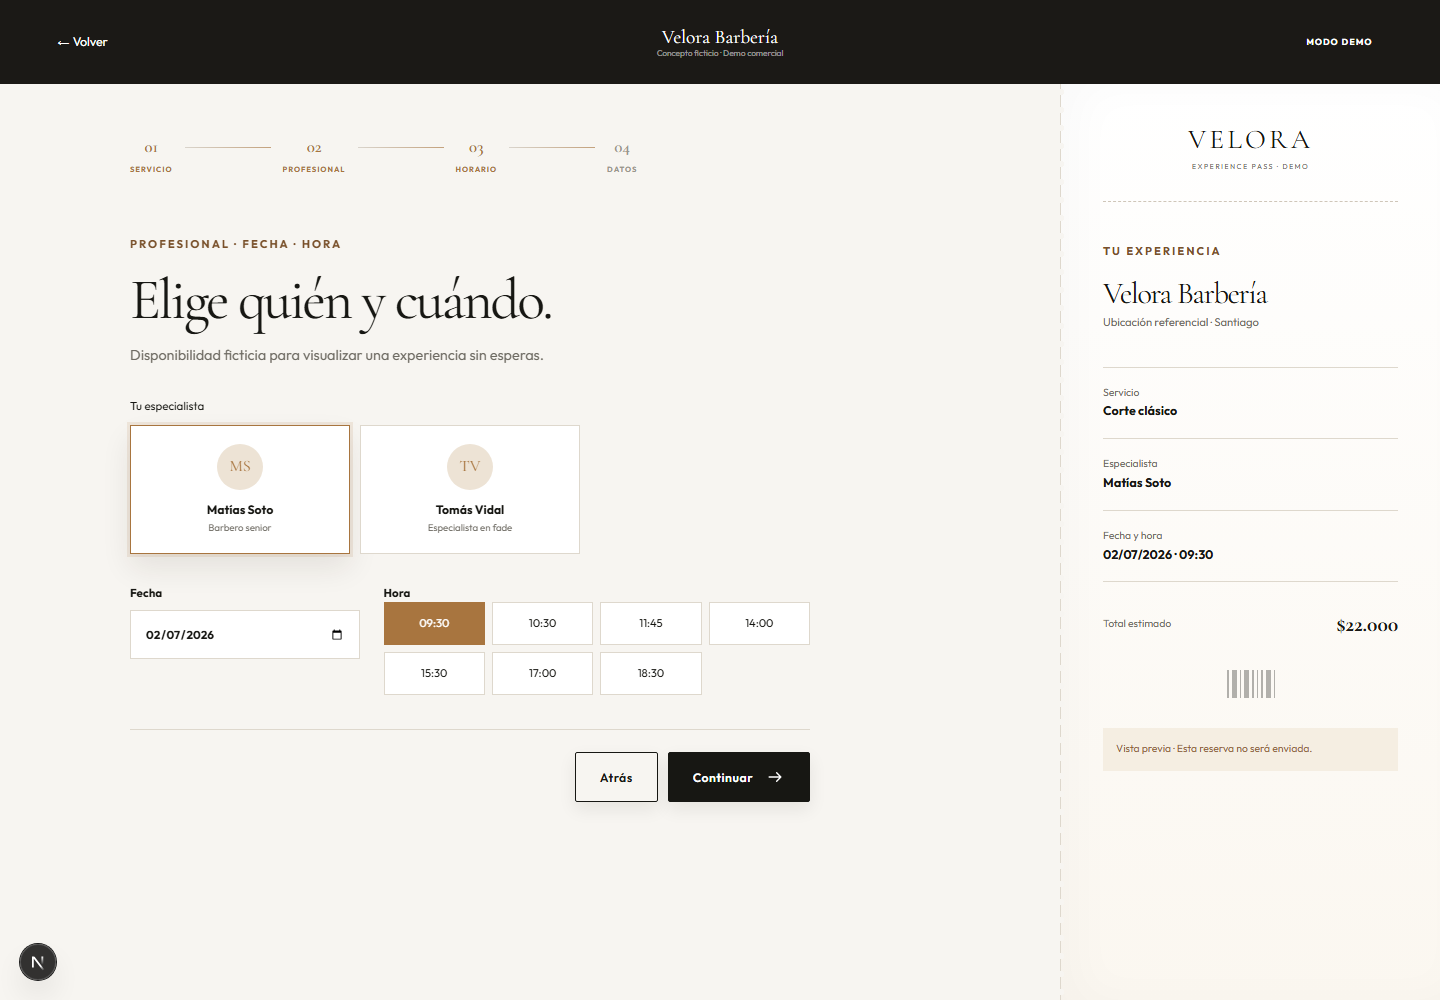 ← Volver
Velora Barbería
Concepto ficticio · Demo comercial
MODO DEMO
01
SERVICIO
02
PROFESIONAL
03
HORARIO
04
DATOS
PROFESIONAL · FECHA · HORA
Elige quién y cuándo.
Disponibilidad ficticia para visualizar una experiencia sin esperas.
Tu especialista
MS
Matías Soto
Barbero senior
TV
Tomás Vidal
Especialista en fade
Fecha
02/07/2026
Hora
09:30
10:30
11:45
14:00
15:30
17:00
18:30
Atrás
Continuar →
VELORA
EXPERIENCE PASS · DEMO
TU EXPERIENCIA
Velora Barbería
Ubicación referencial · Santiago
Servicio
Corte clásico
Especialista
Matías Soto
Fecha y hora
02/07/2026 · 09:30
Total estimado
$22.000
Vista previa · Esta reserva no será enviada.
N